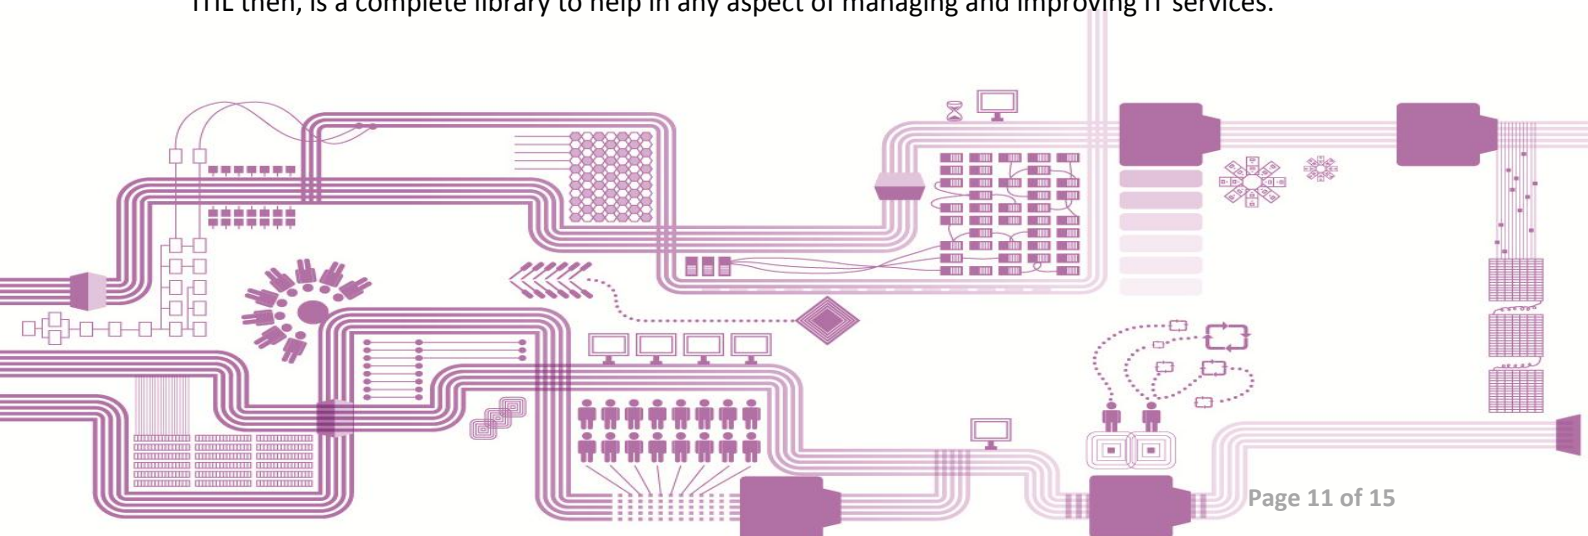 ITIL then, is a complete library to help in any aspect of managing and improving IT services.
Page 11 of 15